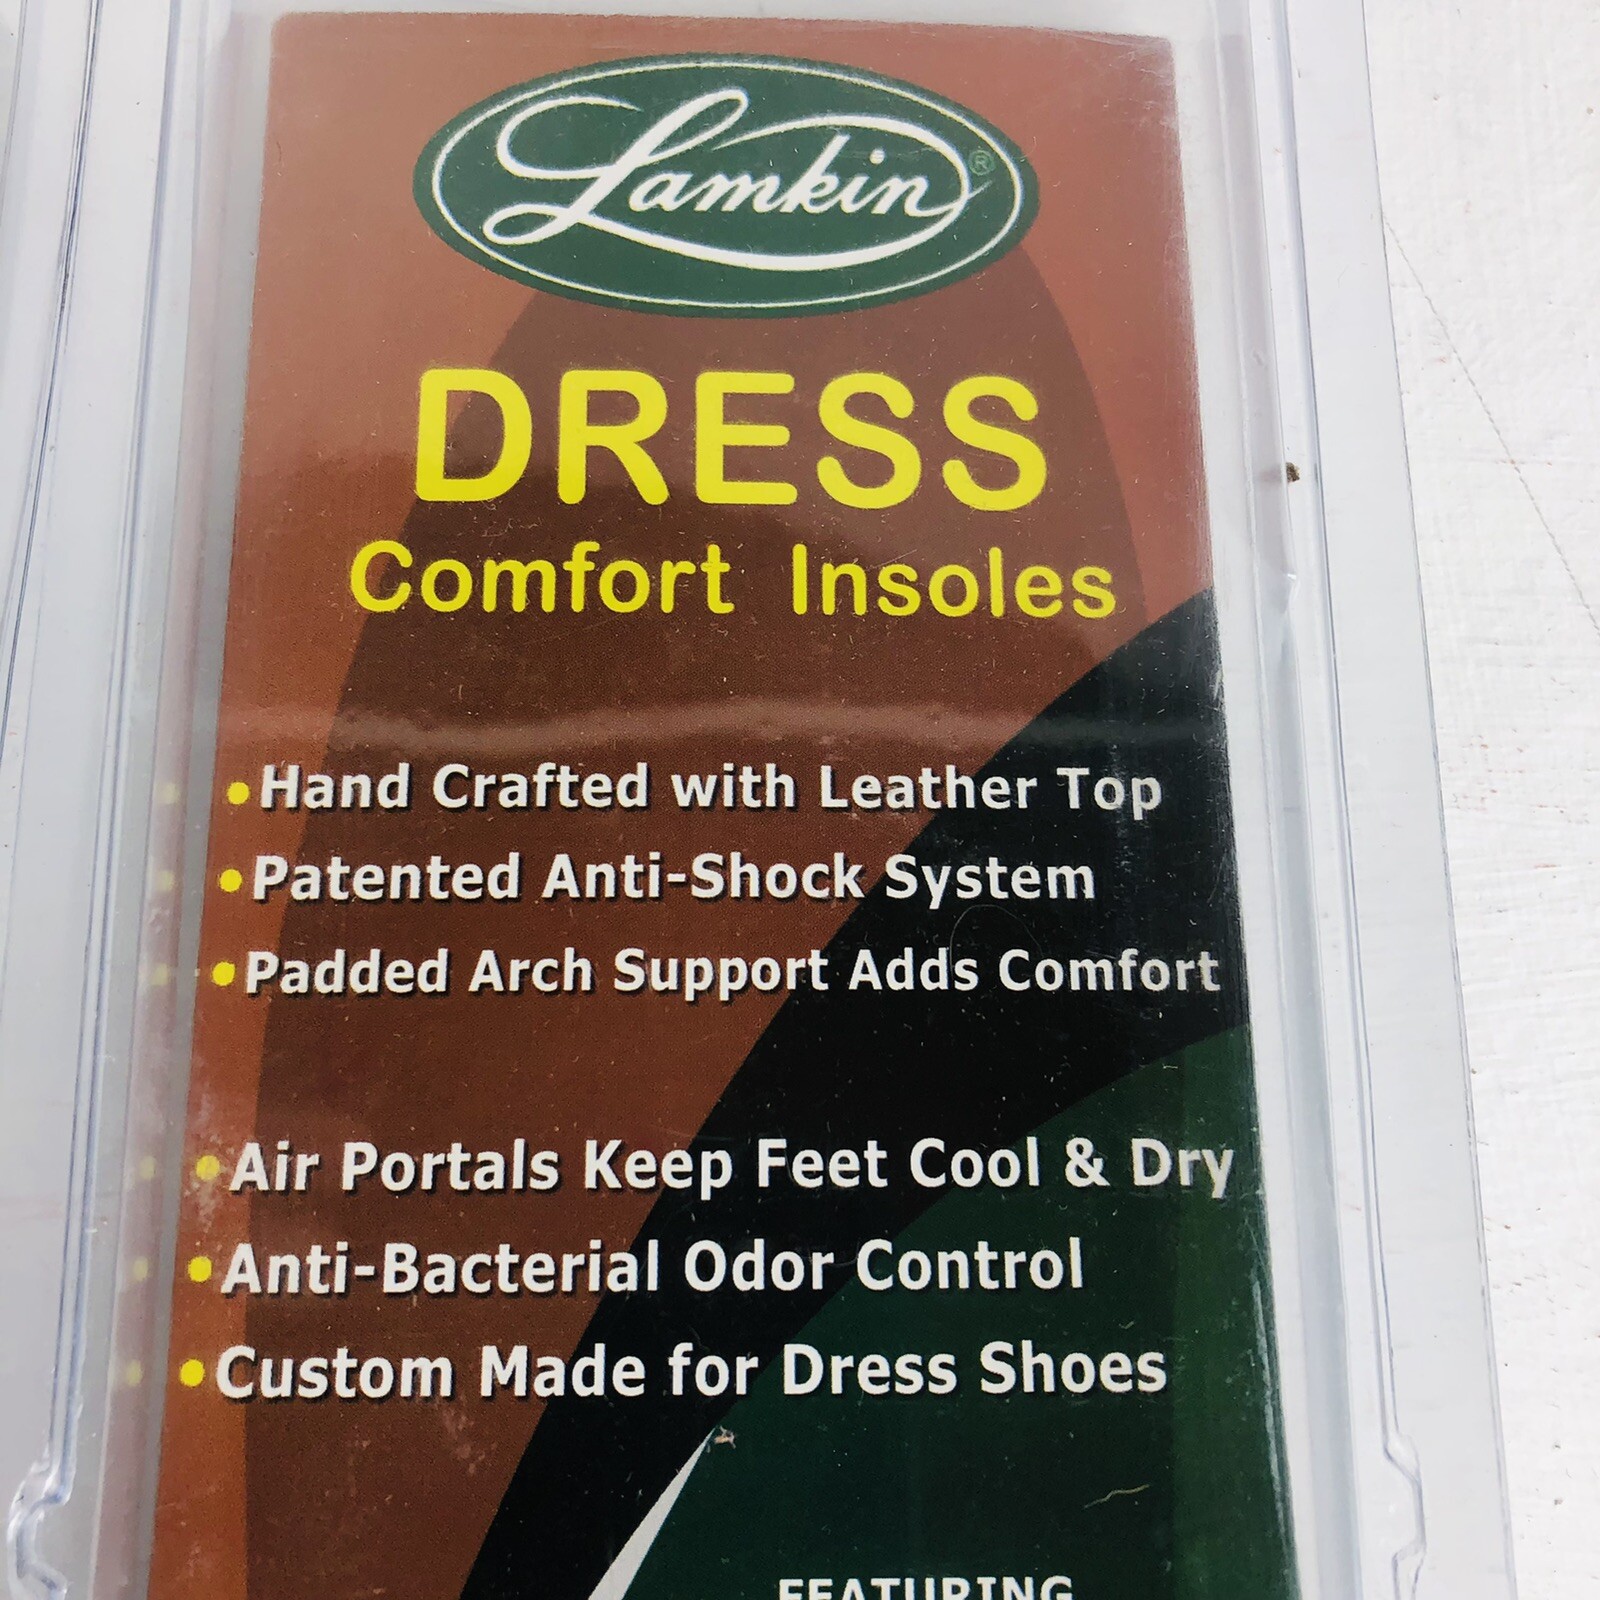 Lamkin®
DRESS
Comfort Insoles
•Hand Crafted with Leather Top
•Patented Anti-Shock System
•Padded Arch Support Adds Comfort
•Air Portals Keep Feet Cool & Dry
•Anti-Bacterial Odor Control
•Custom Made for Dress Shoes
FEATURING